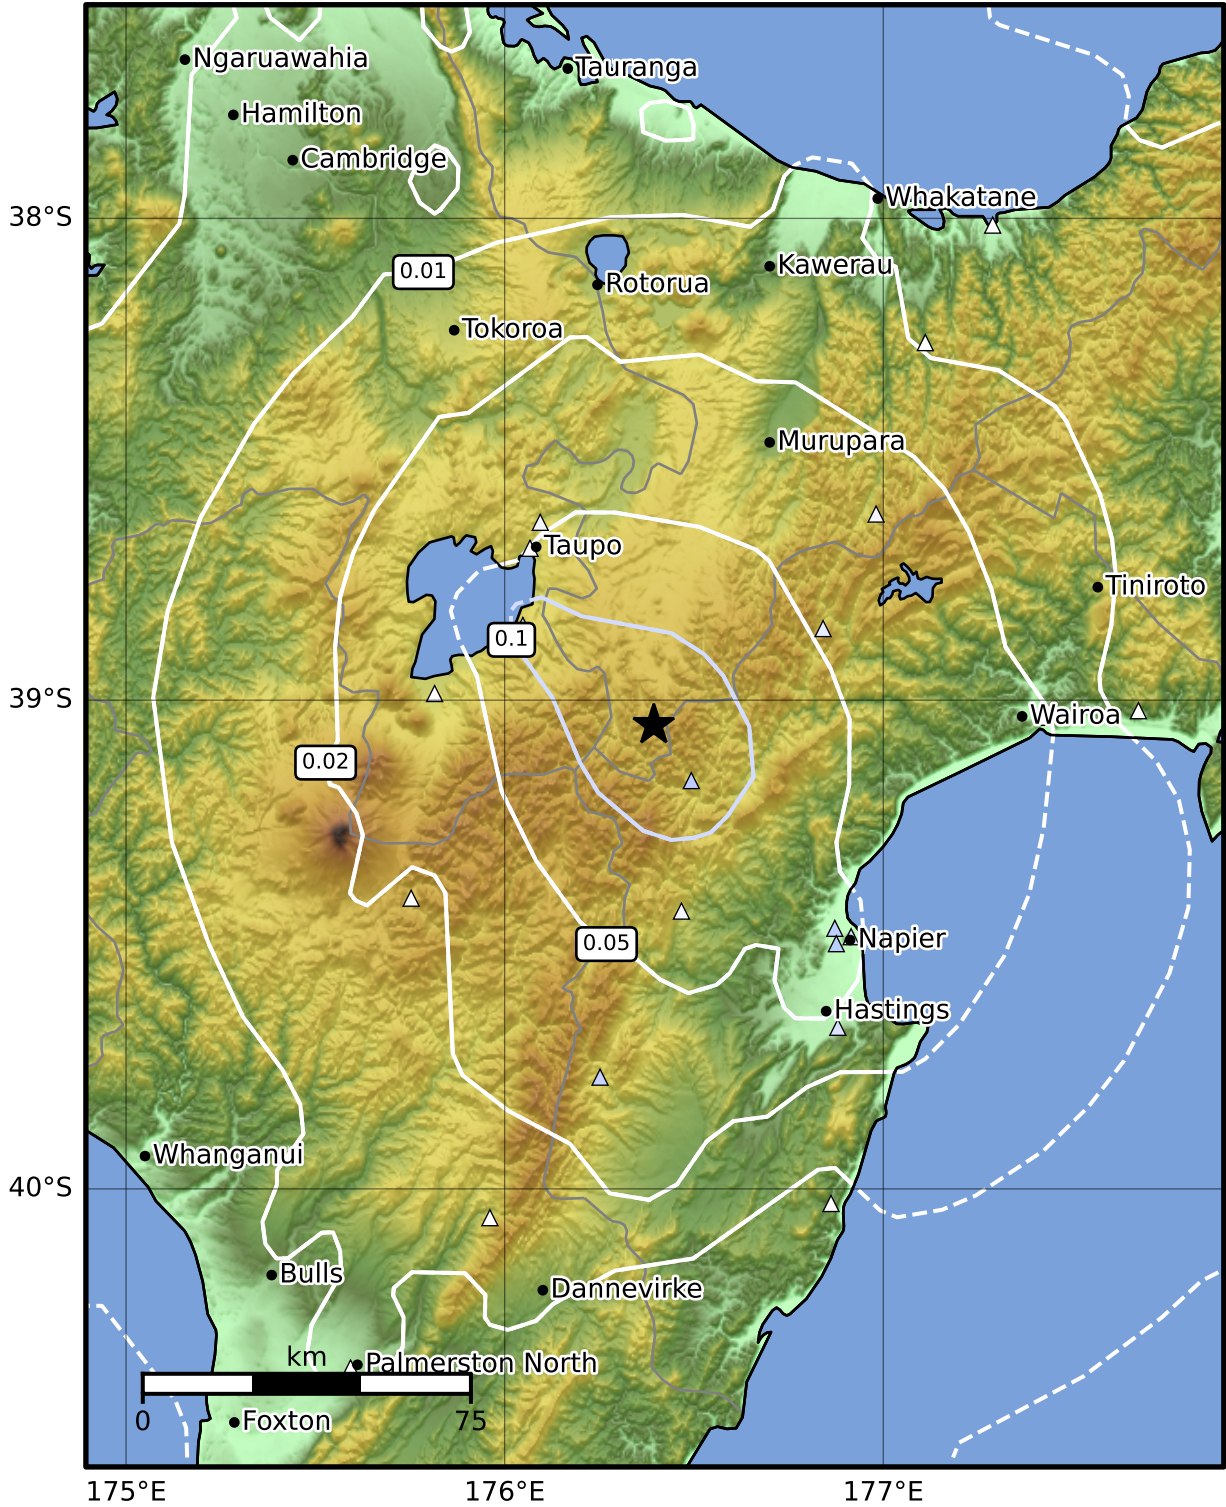 Ngaruawahia
Tauranga
Hamilton
Cambridge
Whakatane
38°S
Kawerau
0.01
Rotorua
Tokoroa
Murupara
Taupo
Tiniroto
0.1
39°S
Wairoa
0.02
Napier
0.05
Hastings
Whanganui
40°S
Bulls
Dannevirke
km
Palmerston North
0
75
Foxton
175°E
176°E
177°E